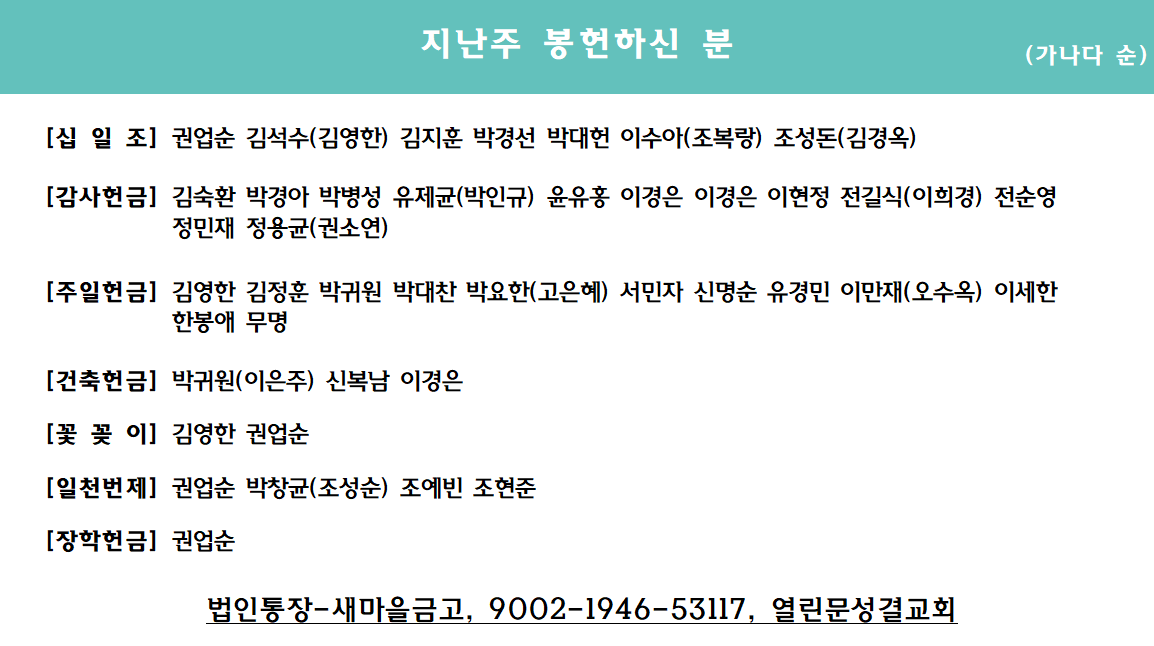 지난주 봉헌하신 분
(가나다 순)
[십 일 조] 권업순 김석수(김영한) 김지훈 박경선 박대헌 이수아(조복랑) 조성돈(김경옥)
[감사헌금] 김숙환 박경아 박병성 유제균(박인규) 윤유홍 이경은 이경은 이현정 전길식(이희경) 전순영
정민재 정용균(권소연)
[주일헌금] 김영한 김정훈 박귀원 박대찬 박요한(고은혜) 서민자 신명순 유경민 이만재(오수옥) 이세한
한봉애 무명
[건축헌금] 박귀원(이은주) 신복남 이경은
[꽃 꽂 이] 김영한 권업순
[일천번제] 권업순 박창균(조성순) 조예빈 조현준
[장학헌금] 권업순
법인통장-새마을금고, 9002-1946-53117, 열린문성결교회